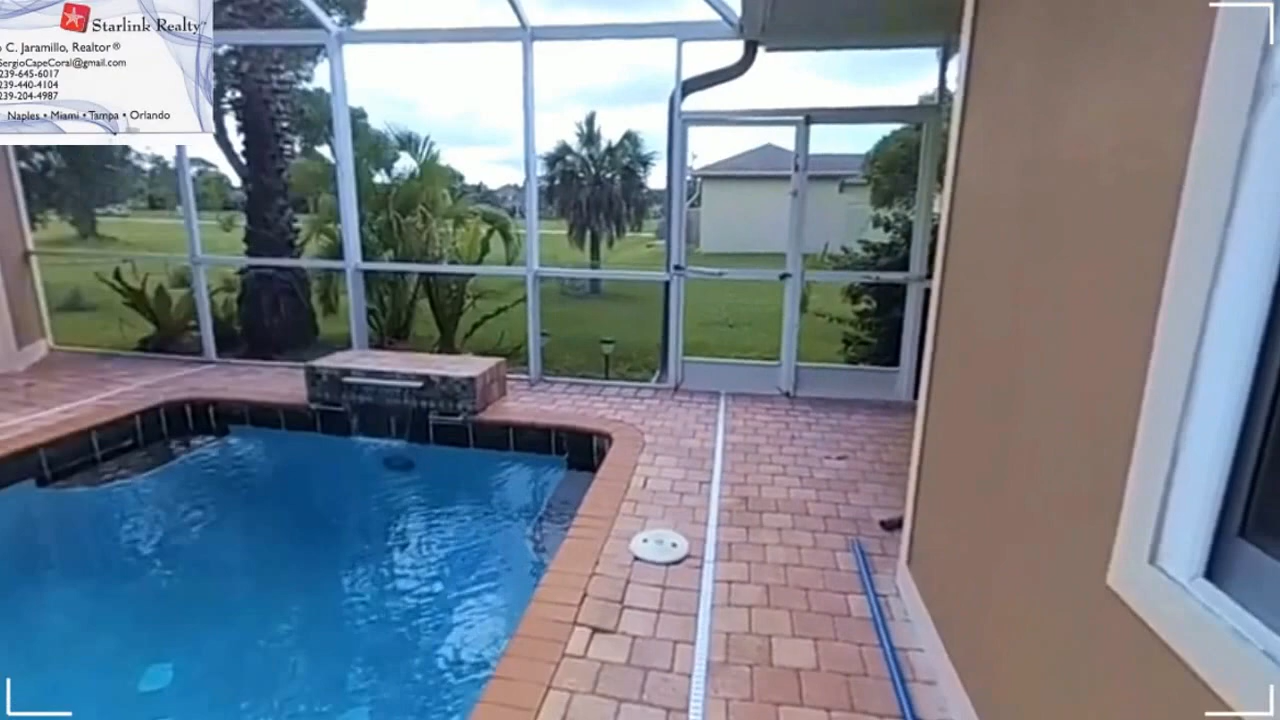 Starlink Realty
C. Jaramillo, Realtor®
SergioCapeCoral@gmail.com
239-645-6017
239-440-4104
239-204-4987
Naples • Miami • Tampa • Orlando